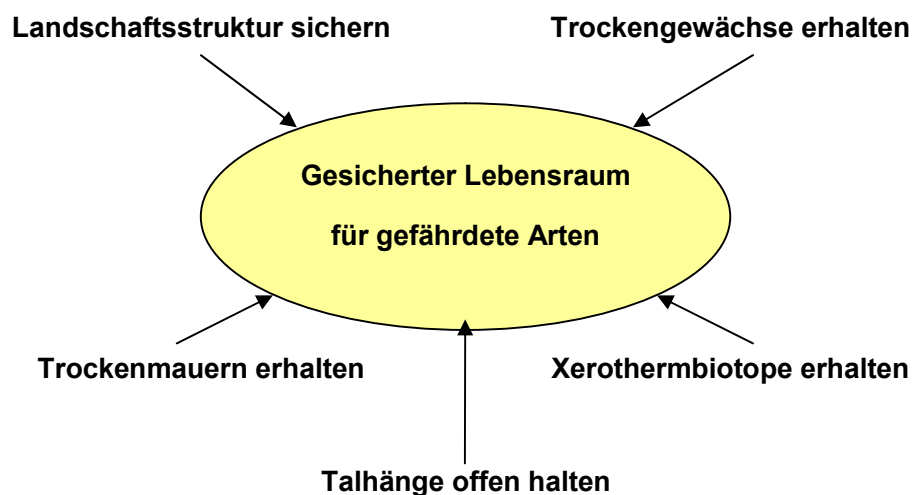 Landschaftsstruktur sichern
Trockengewächse erhalten
Gesicherter Lebensraum
für gefährdete Arten
Trockenmauern erhalten
Xerothermbiotope erhalten
Talhänge offen halten